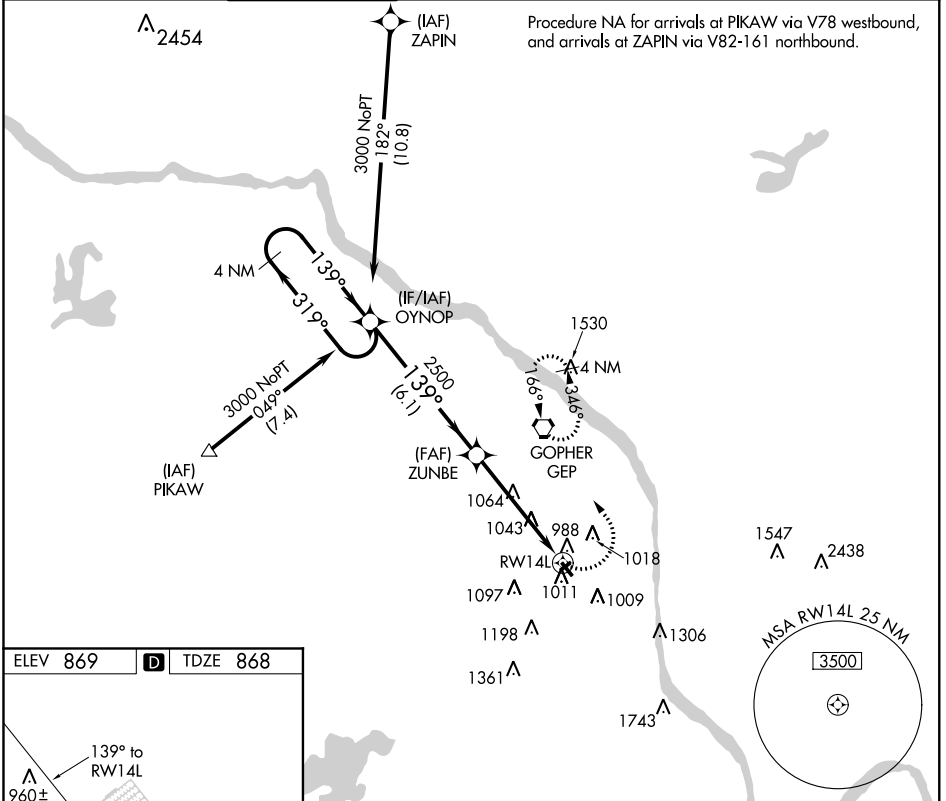 2454
(IAF)
ZAPIN
Procedure NA for arrivals at PIKAW via V78 westbound,
and arrivals at ZAPIN via V82-161 northbound.
3000 NoPT
182°
(10.8)
4 NM
139°
319°
(IF/IAF)
OYNOP
3000 NoPT
049°
(7.4)
(IAF)
PIKAW
2500
139°
(6.1)
1530
4 NM
166°
346°
GOPHER
GEP
(FAF)
ZUNBE
1064
1043
988
1018
RW14L
1011
1097
1009
1198
1361
1306
1743
1547
2438
MSA RW14L 25 NM
3500
ELEV 869 D TDZE 868
139° to
RW14L
960±